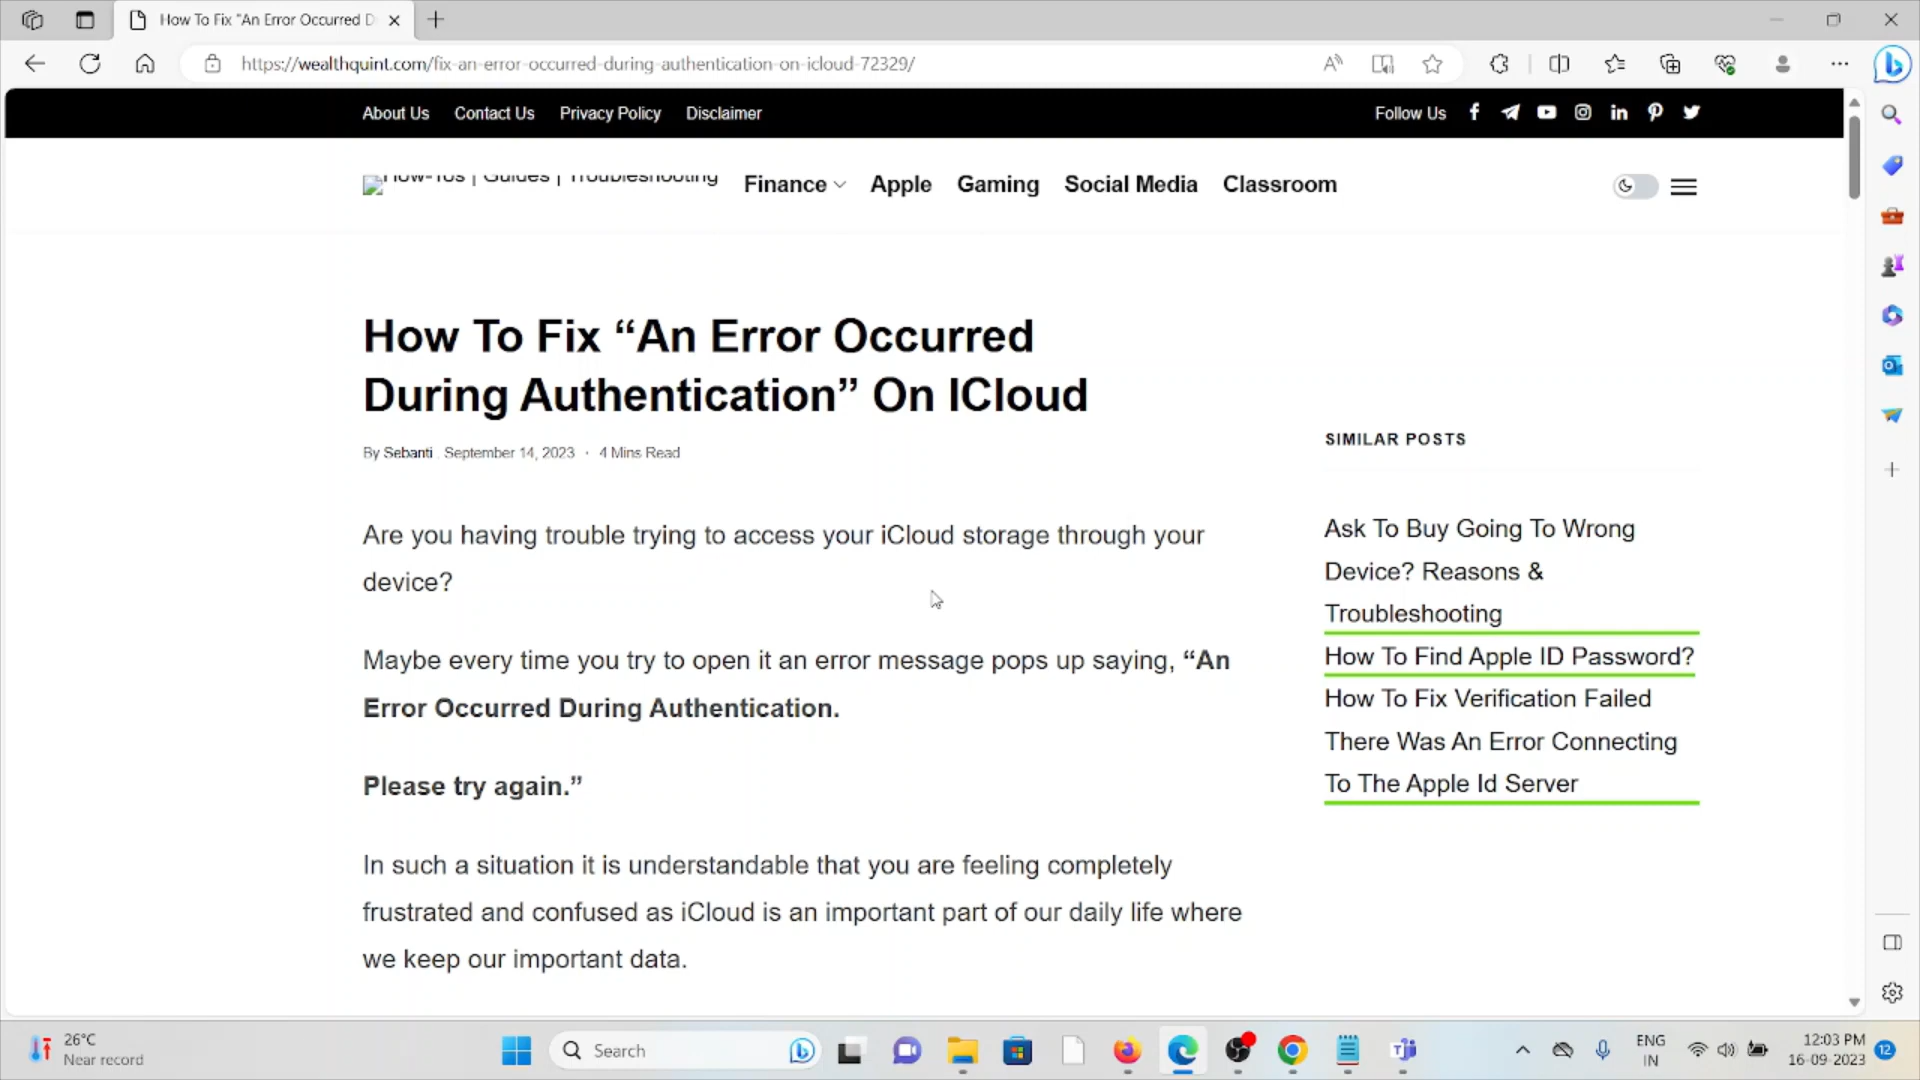 How To Fix "An Error Occurred D
https://wealthquint.com/fix-an-error-occurred-during-authentication-on-icloud-72329/
About Us Contact Us Privacy Policy Disclaimer
Follow Us
How-Tos | Guides | Troubleshooting
Finance Apple Gaming Social Media Classroom
How To Fix “An Error Occurred
During Authentication” On ICloud
By Sebanti . September 14, 2023 · 4 Mins Read
Are you having trouble trying to access your iCloud storage through your
device?
Maybe every time you try to open it an error message pops up saying, “An
Error Occurred During Authentication.
Please try again.”
In such a situation it is understandable that you are feeling completely
frustrated and confused as iCloud is an important part of our daily life where
we keep our important data.
SIMILAR POSTS
Ask To Buy Going To Wrong
Device? Reasons &
Troubleshooting
How To Find Apple ID Password?
How To Fix Verification Failed
There Was An Error Connecting
To The Apple Id Server
26°C
Near record
Search
ENG
IN
12:03 PM
16-09-2023
12